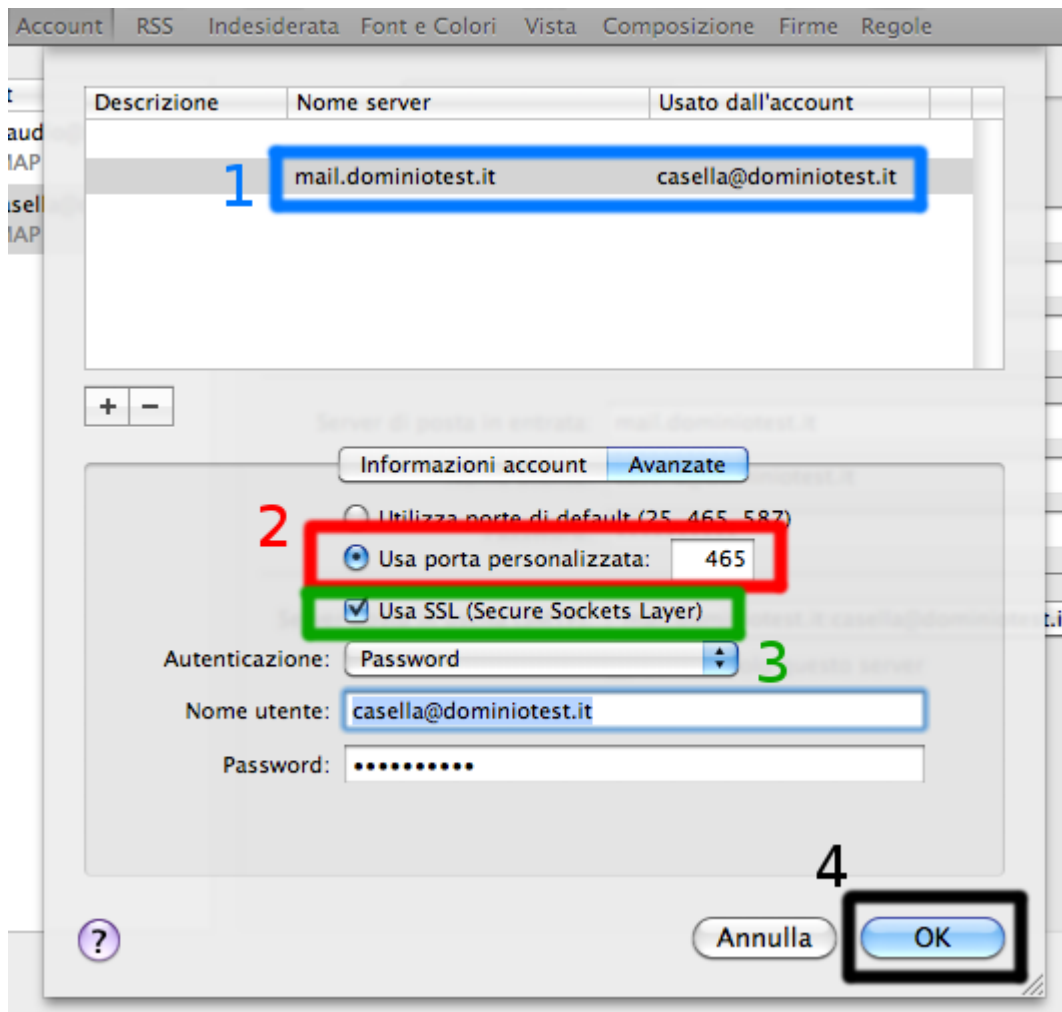 Account RSS Indesiderata Font e Colori Vista Composizione Firme Regole
Descrizione Nome server Usato dall'account
1 mail.dominiotest.it casella@dominiotest.it
+ −
Server di posta in entrata: mail.dominiotest.it
Informazioni account Avanzate
2 Utilizza porte di default (25, 465, 587)
Usa porta personalizzata: 465
Usa SSL (Secure Sockets Layer)
Autenticazione: Password 3
Nome utente: casella@dominiotest.it
Password: ••••••••••
4
? Annulla OK